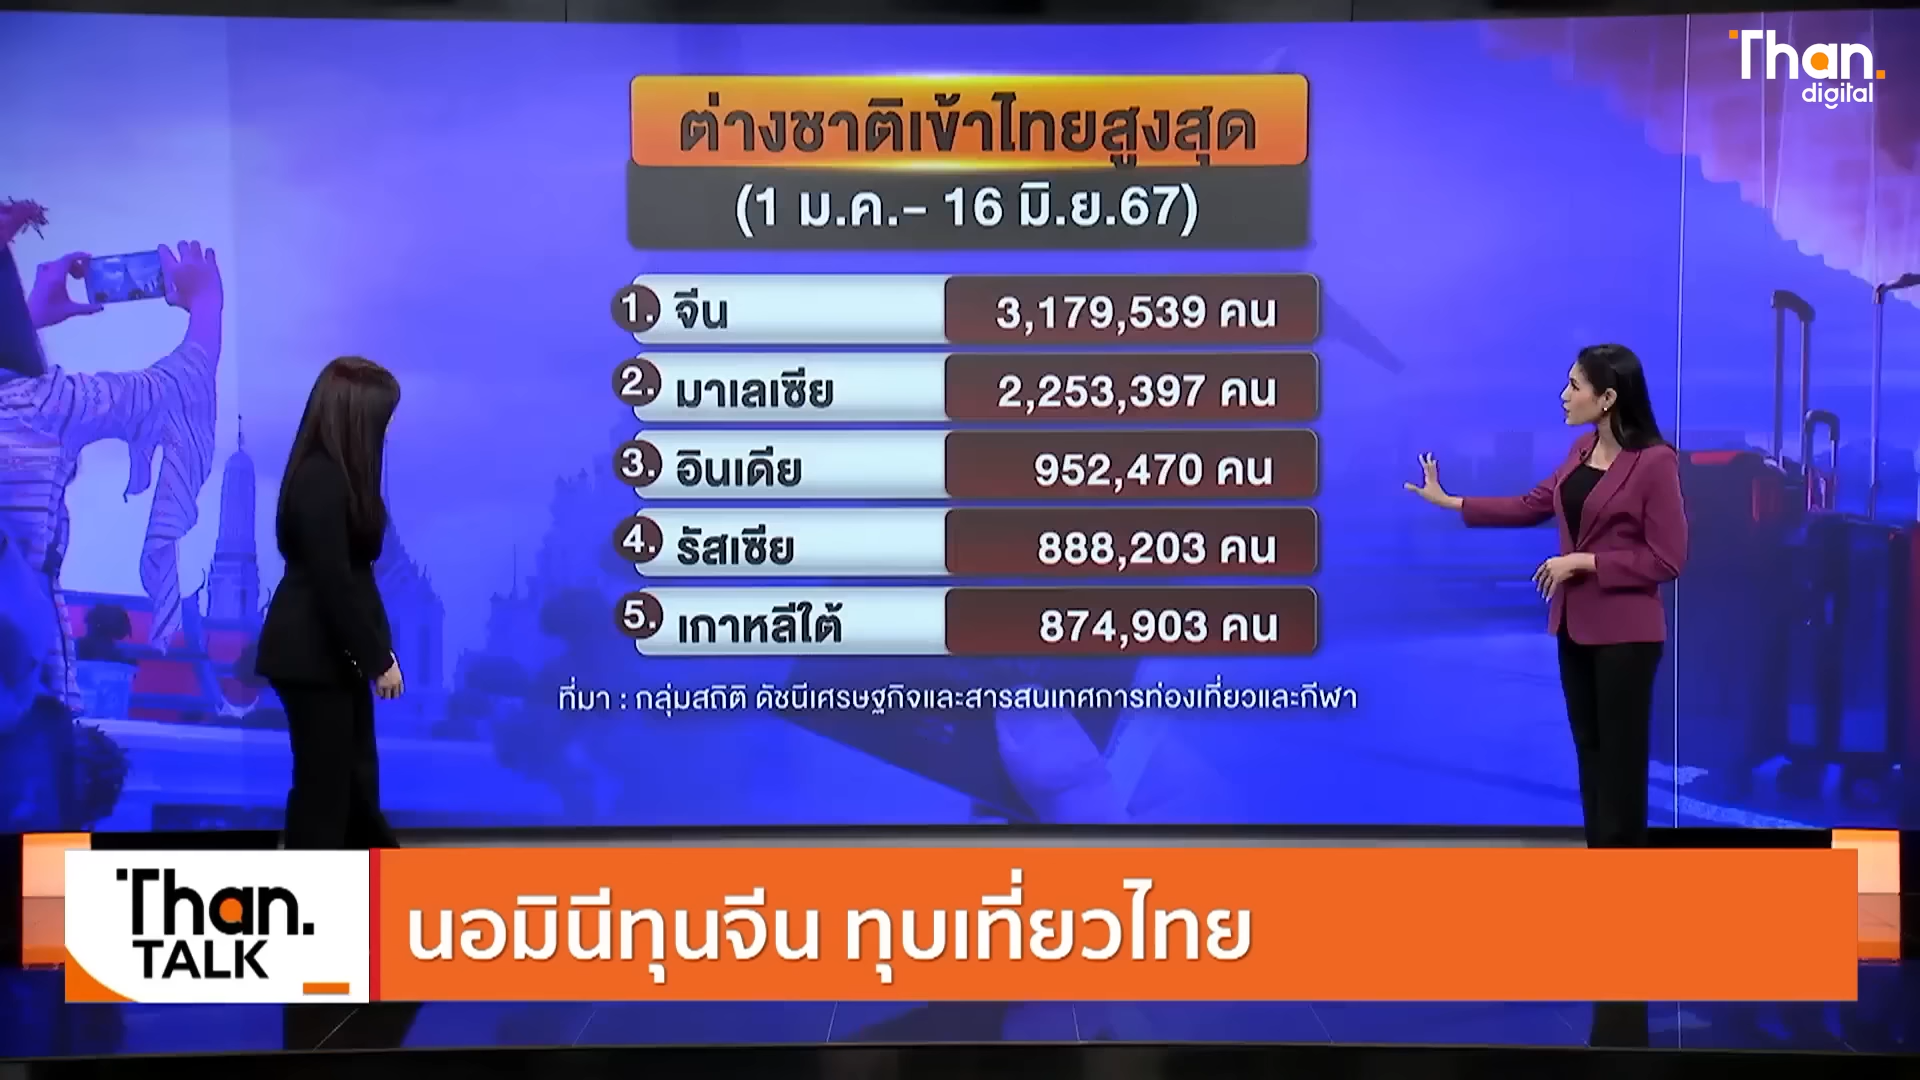 Than.
digital
ต่างชาติเข้าไทยสูงสุด
(1 ม.ค.- 16 มิ.ย.67)
1. จีน 3,179,539 คน
2. มาเลเซีย 2,253,397 คน
3. อินเดีย 952,470 คน
4. รัสเซีย 888,203 คน
5. เกาหลีใต้ 874,903 คน
ที่มา : กลุ่มสถิติ ดัชนีเศรษฐกิจและสารสนเทศการท่องเที่ยวและกีฬา
Than.
TALK
นอมินีทุนจีน ทุบเที่ยวไทย